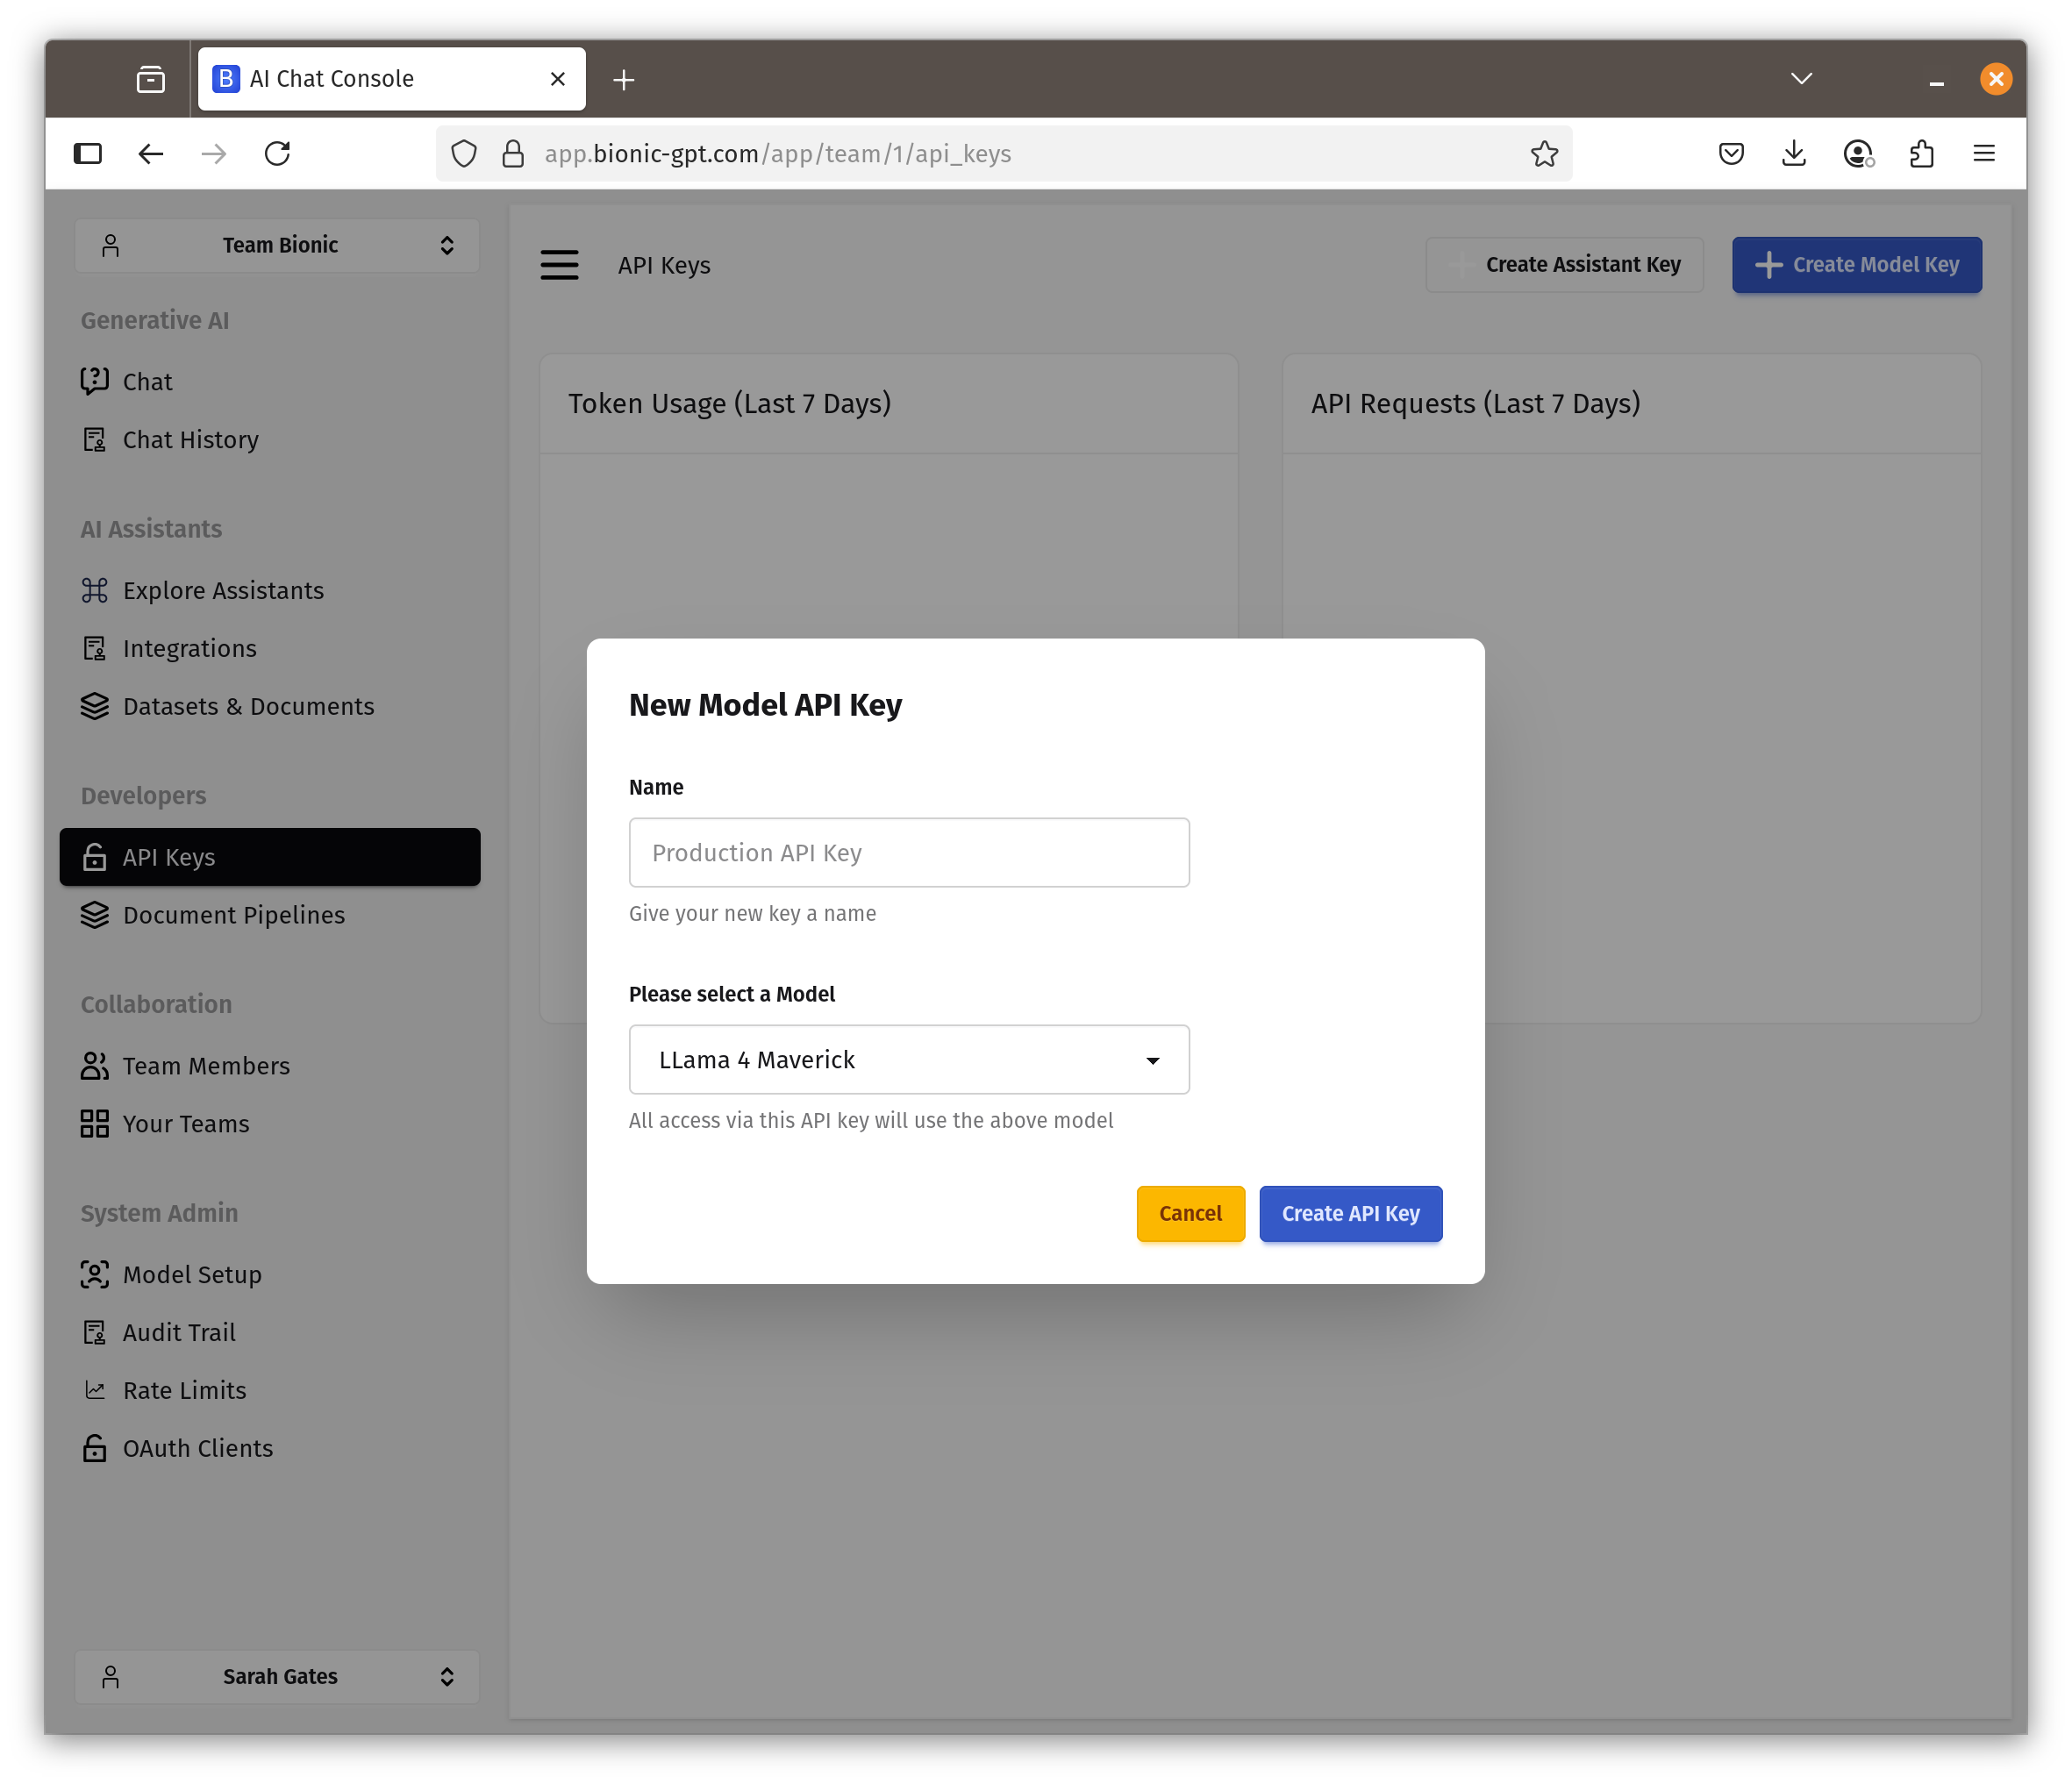 B AI Chat Console
app.bionic-gpt.com/app/team/1/api_keys
Team Bionic
Generative AI
Chat
Chat History
AI Assistants
Explore Assistants
Integrations
Datasets & Documents
Developers
API Keys
Document Pipelines
Collaboration
Team Members
Your Teams
System Admin
Model Setup
Audit Trail
Rate Limits
OAuth Clients
Sarah Gates
API Keys
Create Assistant Key
Create Model Key
Token Usage (Last 7 Days)
API Requests (Last 7 Days)
New Model API Key
Name
Production API Key
Give your new key a name
Please select a Model
LLama 4 Maverick
All access via this API key will use the above model
Cancel
Create API Key